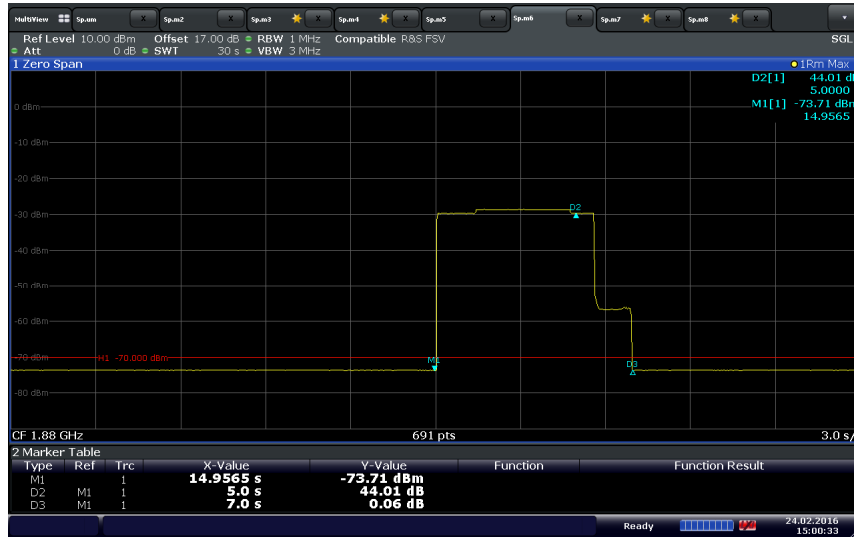 MultiView Sp.um X Sp.m2 X Sp.m3 X Sp.m4 X Sp.m5 X Sp.m6 X Sp.m7 X Sp.m8 X
Ref Level 10.00 dBm Offset 17.00 dB RBW 1 MHz Compatible R&S FSV SGL
Att 0 dB SWT 30 s VBW 3 MHz
1 Zero Span 1Rm Max
D2[1] 44.01 dB
5.0000
M1[1] -73.71 dBm
14.9565
0 dBm
-10 dBm
-20 dBm
-30 dBm
D2
-40 dBm
-50 dBm
-60 dBm
-70 dBm
H1 -70.000 dBm
M1
D3
-80 dBm
CF 1.88 GHz 691 pts 3.0 s/
2 Marker Table
Type Ref Trc X-Value Y-Value Function Function Result
M1 1 14.9565 s -73.71 dBm
D2 M1 1 5.0 s 44.01 dB
D3 M1 1 7.0 s 0.06 dB
Ready 24.02.2016
15:00:33